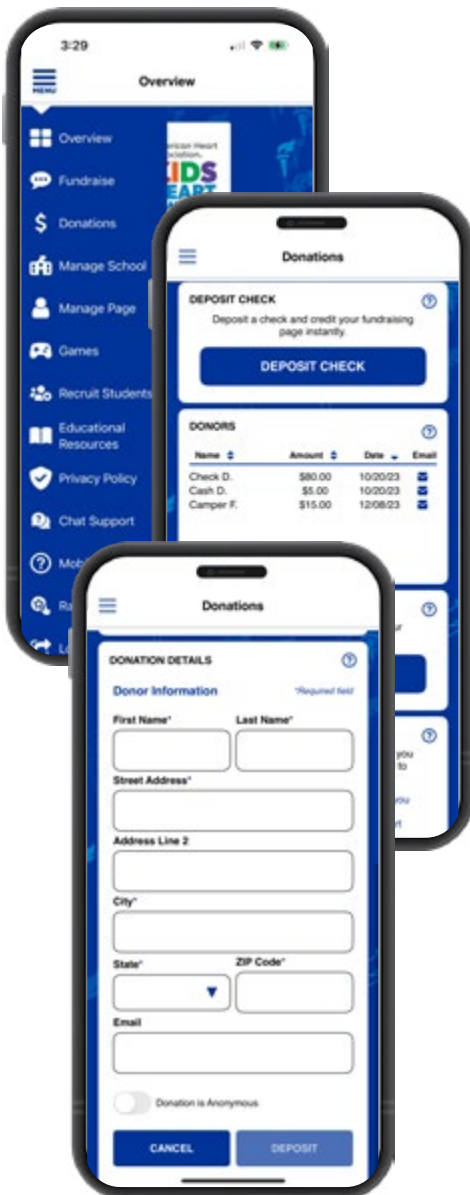 3:29
MENU
Overview
Overview
Fundraise
Donations
Manage School
Manage Page
Games
Recruit Students
Educational
Resources
Privacy Policy
Chat Support
KIDS
HEART
Donations
DEPOSIT CHECK
Deposit a check and credit your fundraising
page instantly.
DEPOSIT CHECK
DONORS
Name Amount Date Email
Check D. $80.00 10/20/23
Cash D. $5.00 10/20/23
Camper F. $15.00 12/08/23
you
to
you
Donations
DONATION DETAILS
Donor Information *Required field
First Name* Last Name*
Street Address*
Address Line 2
City*
State* ZIP Code*
Email
Donation is Anonymous
CANCEL DEPOSIT